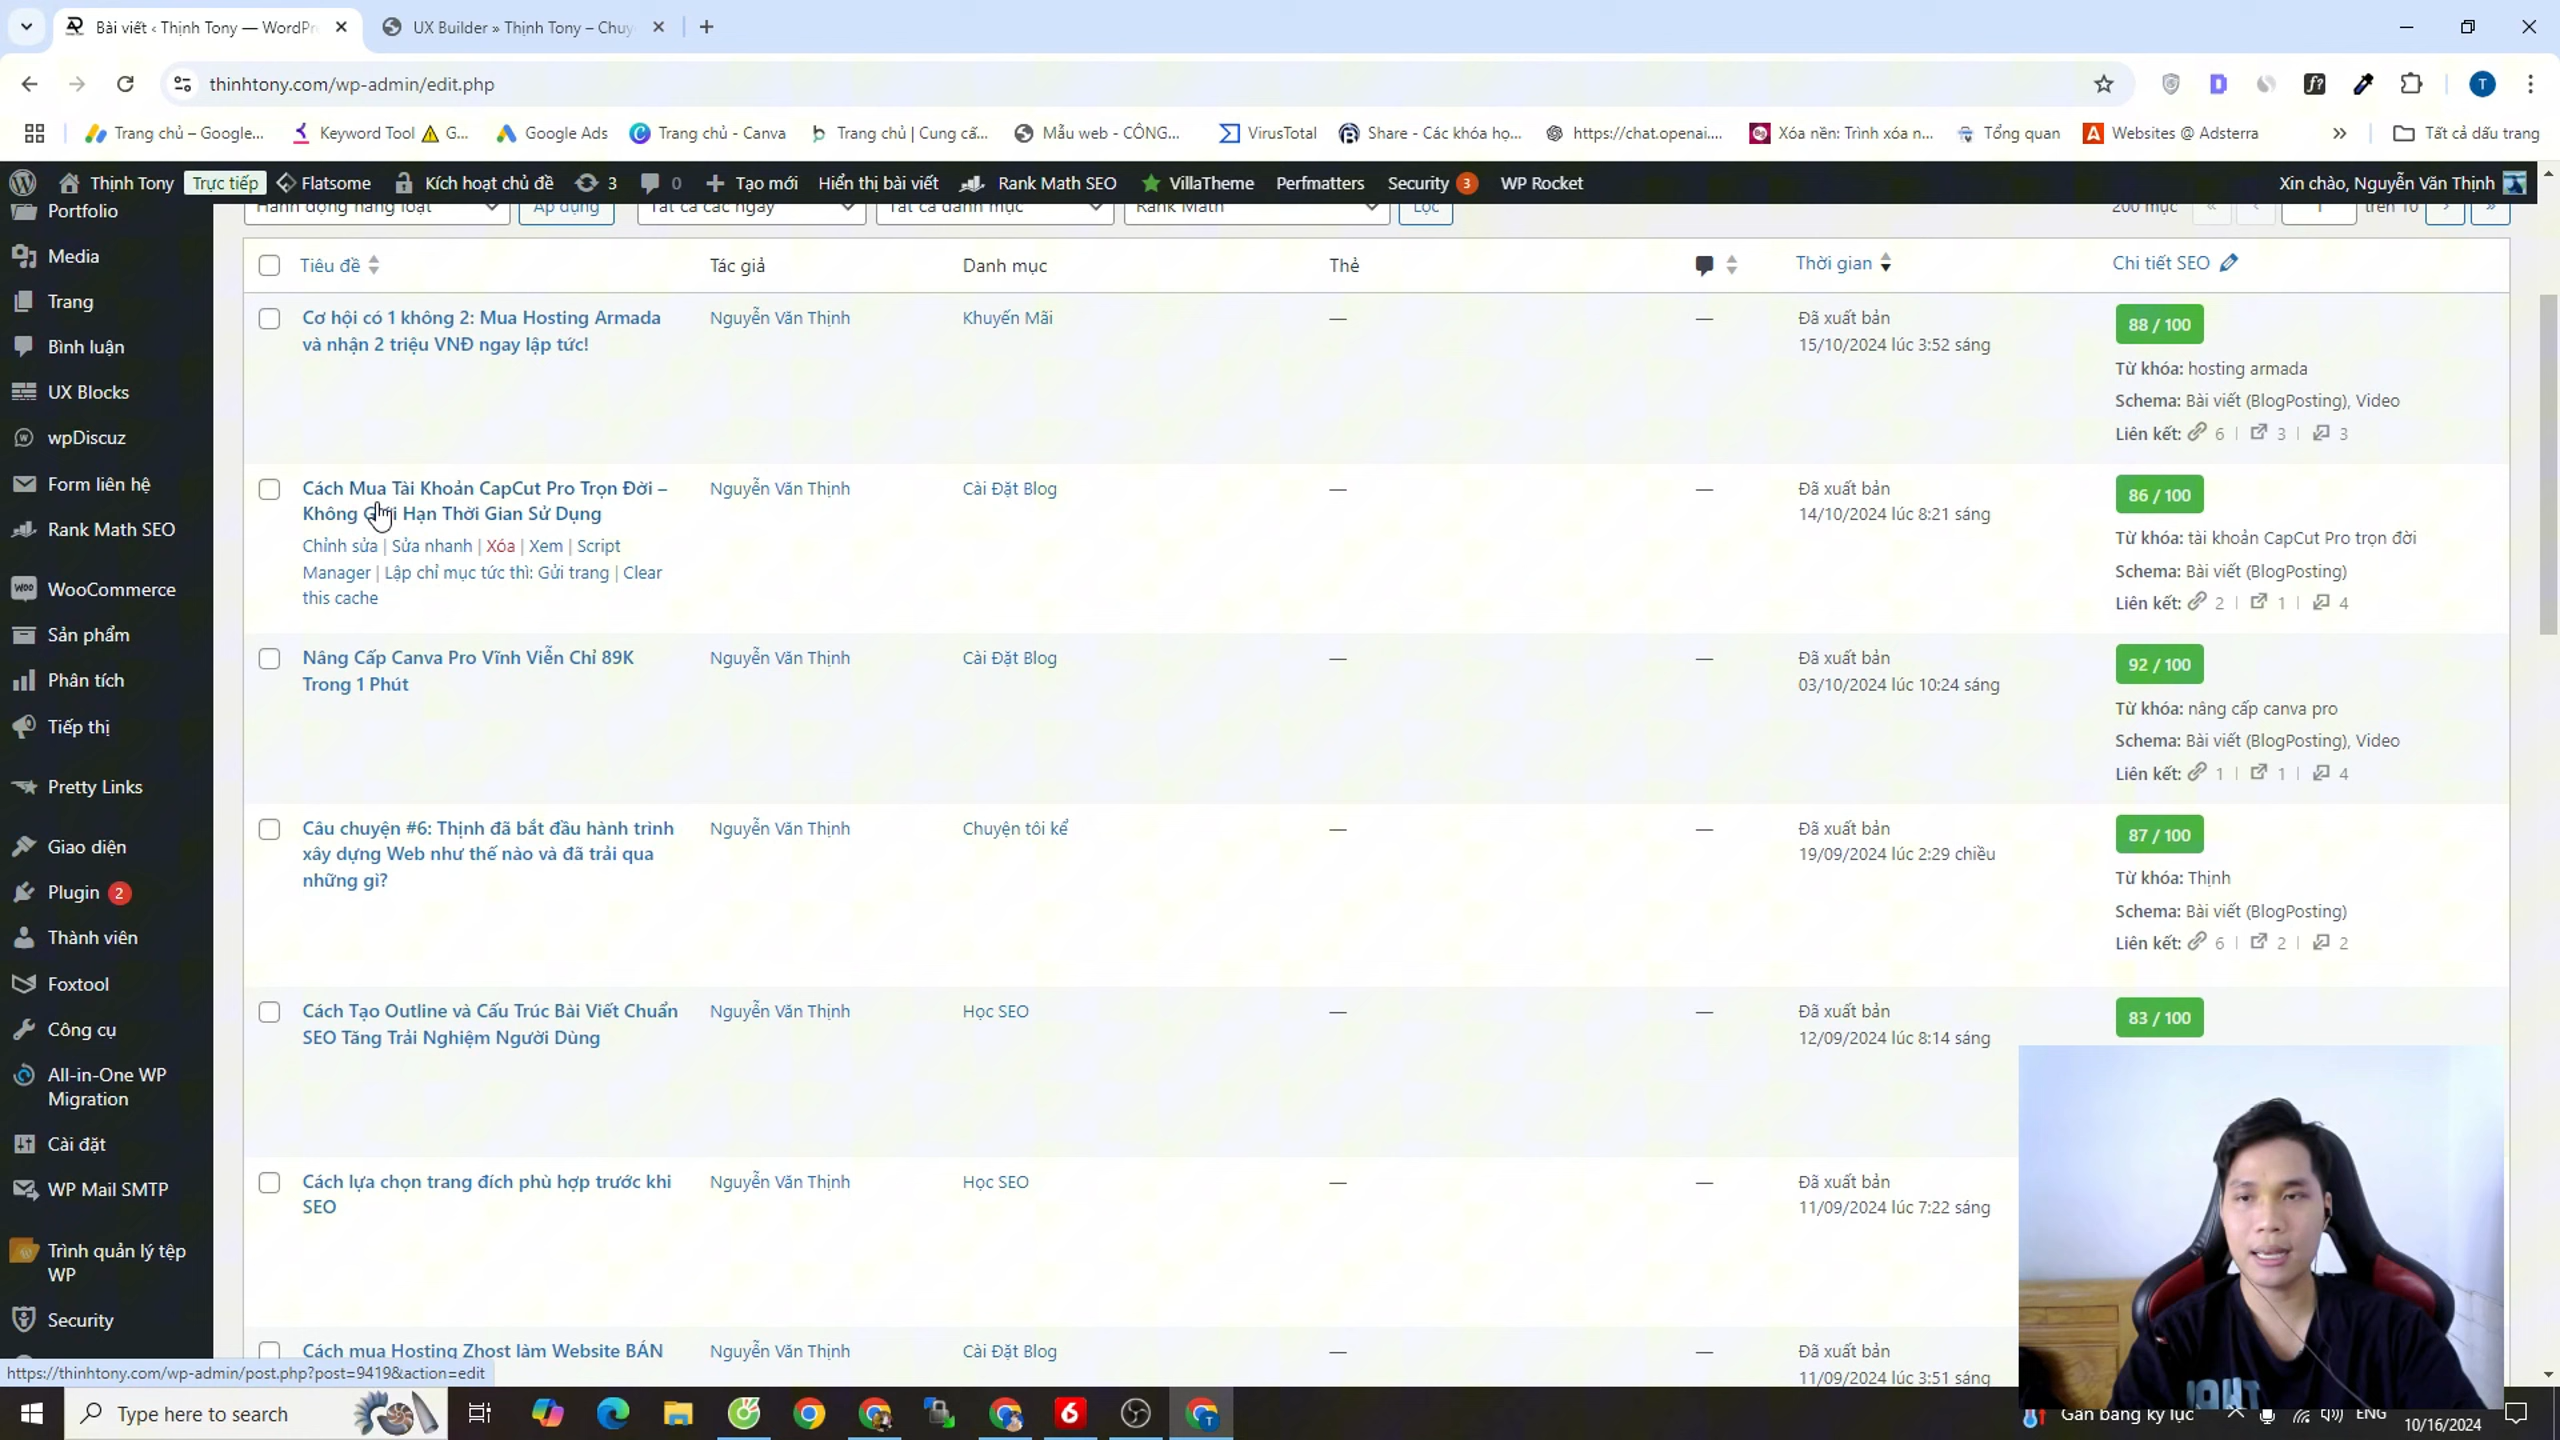 Bài viết ‹ Thịnh Tony — WordPr
UX Builder » Thịnh Tony – Chuy
thinhtony.com/wp-admin/edit.php
Trang chủ – Google...
Keyword Tool ⚠ G...
Google Ads
Trang chủ - Canva
Trang chủ | Cung cấ...
Mẫu web - CÔNG...
VirusTotal
Share - Các khóa họ...
https://chat.openai....
Xóa nền: Trình xóa n...
Tổng quan
Websites @ Adsterra
Tất cả dấu trang
Thịnh Tony
Trực tiếp
Flatsome
Kích hoạt chủ đề
3
0
Tạo mới
Hiển thị bài viết
Rank Math SEO
VillaTheme
Perfmatters
Security 3
WP Rocket
Xin chào, Nguyễn Văn Thịnh
Portfolio
Media
Trang
Bình luận
UX Blocks
wpDiscuz
Form liên hệ
Rank Math SEO
WooCommerce
Sản phẩm
Phân tích
Tiếp thị
Pretty Links
Giao diện
Plugin 2
Thành viên
Foxtool
Công cụ
All-in-One WP
Migration
Cài đặt
WP Mail SMTP
Trình quản lý tệp
WP
Security
Hành động hàng loạt
Áp dụng
Tất cả các ngày
Tất cả danh mục
Rank Math
Lọc
200 mục
1
trên 10
Tiêu đề
Tác giả
Danh mục
Thẻ
Thời gian
Chi tiết SEO
Cơ hội có 1 không 2: Mua Hosting Armada
và nhận 2 triệu VNĐ ngay lập tức!
Nguyễn Văn Thịnh
Khuyến Mãi
—
—
Đã xuất bản
15/10/2024 lúc 3:52 sáng
88 / 100
Từ khóa: hosting armada
Schema: Bài viết (BlogPosting), Video
Liên kết: 6 | 3 | 3
Cách Mua Tài Khoản CapCut Pro Trọn Đời –
Không Giới Hạn Thời Gian Sử Dụng
Chỉnh sửa | Sửa nhanh | Xóa | Xem | Script
Manager | Lập chỉ mục tức thì: Gửi trang | Clear
this cache
Nguyễn Văn Thịnh
Cài Đặt Blog
—
—
Đã xuất bản
14/10/2024 lúc 8:21 sáng
86 / 100
Từ khóa: tài khoản CapCut Pro trọn đời
Schema: Bài viết (BlogPosting)
Liên kết: 2 | 1 | 4
Nâng Cấp Canva Pro Vĩnh Viễn Chỉ 89K
Trong 1 Phút
Nguyễn Văn Thịnh
Cài Đặt Blog
—
—
Đã xuất bản
03/10/2024 lúc 10:24 sáng
92 / 100
Từ khóa: nâng cấp canva pro
Schema: Bài viết (BlogPosting), Video
Liên kết: 1 | 1 | 4
Câu chuyện #6: Thịnh đã bắt đầu hành trình
xây dựng Web như thế nào và đã trải qua
những gì?
Nguyễn Văn Thịnh
Chuyện tôi kể
—
—
Đã xuất bản
19/09/2024 lúc 2:29 chiều
87 / 100
Từ khóa: Thịnh
Schema: Bài viết (BlogPosting)
Liên kết: 6 | 2 | 2
Cách Tạo Outline và Cấu Trúc Bài Viết Chuẩn
SEO Tăng Trải Nghiệm Người Dùng
Nguyễn Văn Thịnh
Học SEO
—
—
Đã xuất bản
12/09/2024 lúc 8:14 sáng
83 / 100
Cách lựa chọn trang đích phù hợp trước khi
SEO
Nguyễn Văn Thịnh
Học SEO
—
—
Đã xuất bản
11/09/2024 lúc 7:22 sáng
Cách mua Hosting Zhost làm Website BÁN
Nguyễn Văn Thịnh
Cài Đặt Blog
—
—
Đã xuất bản
11/09/2024 lúc 3:51 sáng
https://thinhtony.com/wp-admin/post.php?post=9419&action=edit
Type here to search
Gần bằng kỷ lục
ENG
10/16/2024